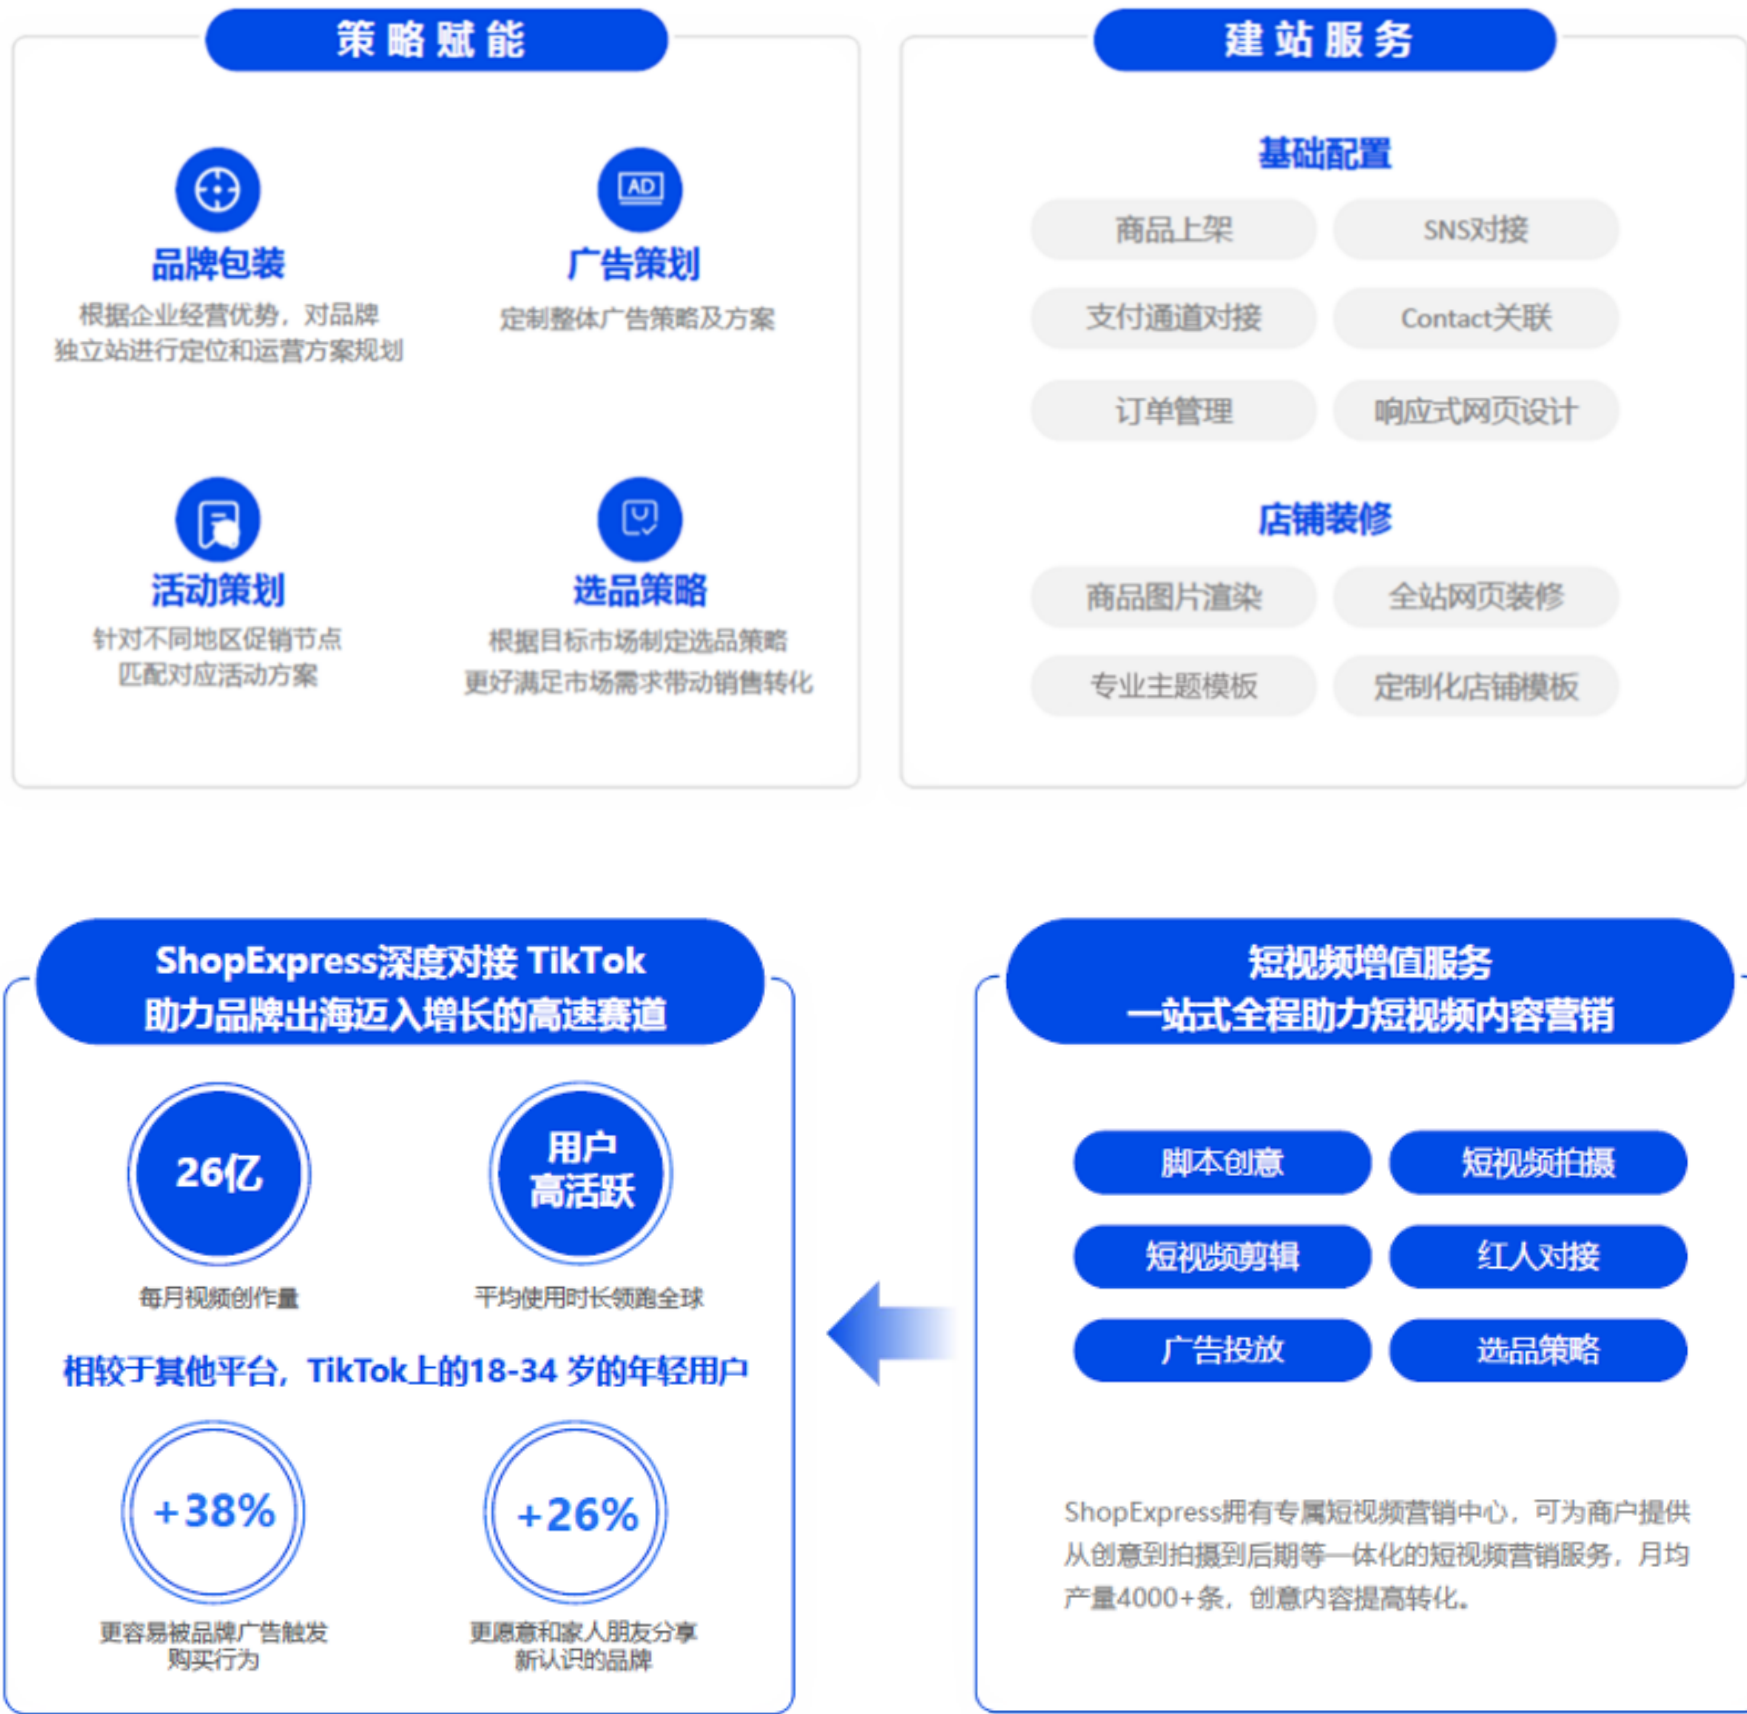 策略赋能
品牌包装
根据企业经营优势，对品牌
独立站进行定位和运营方案规划
AD
广告策划
定制整体广告策略及方案
活动策划
针对不同地区促销节点
匹配对应活动方案
选品策略
根据目标市场制定选品策略
更好满足市场需求带动销售转化
建站服务
基础配置
商品上架
SNS对接
支付通道对接
Contact关联
订单管理
响应式网页设计
店铺装修
商品图片渲染
全站网页装修
专业主题模板
定制化店铺模板
ShopExpress深度对接 TikTok
助力品牌出海迈入增长的高速赛道
26亿
每月视频创作量
用户
高活跃
平均使用时长领跑全球
相较于其他平台，TikTok上的18-34 岁的年轻用户
+38%
更容易被品牌广告触发
购买行为
+26%
更愿意和家人朋友分享
新认识的品牌
短视频增值服务
一站式全程助力短视频内容营销
脚本创意
短视频拍摄
短视频剪辑
红人对接
广告投放
选品策略
ShopExpress拥有专属短视频营销中心，可为商户提供
从创意到拍摄到后期等一体化的短视频营销服务，月均
产量4000+条，创意内容提高转化。